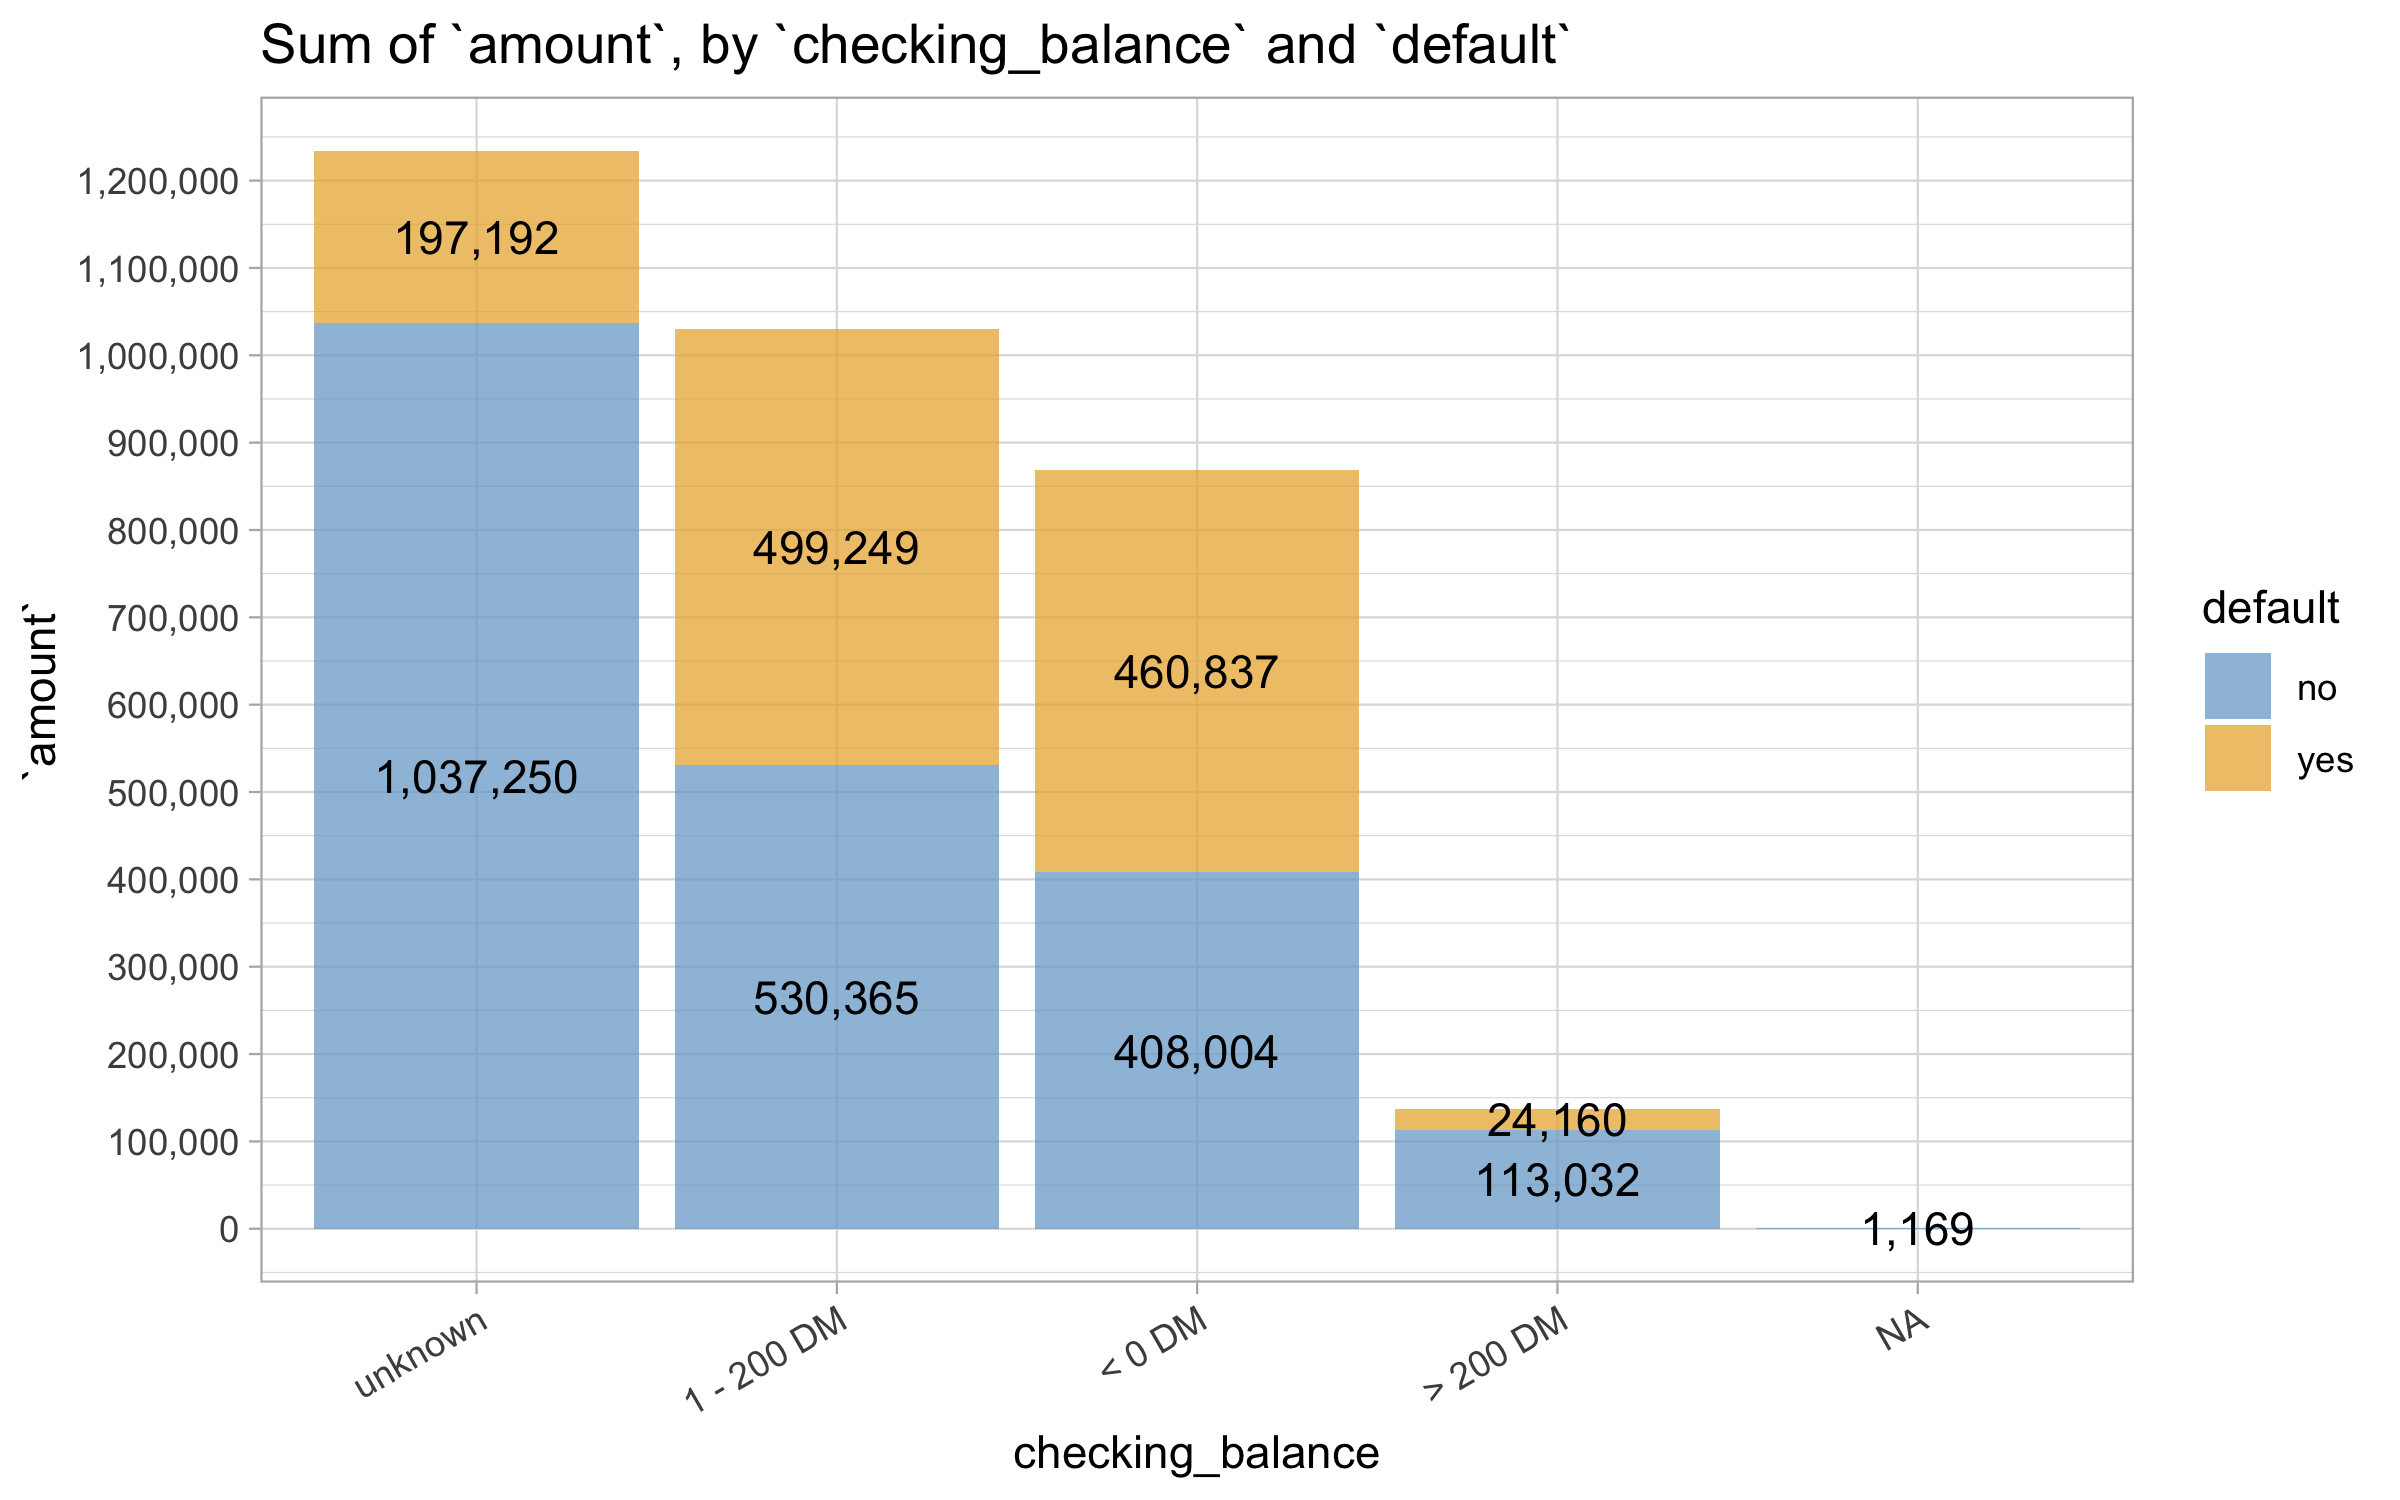 Sum of `amount`, by `checking_balance` and `default`
`amount`
1,200,000
1,100,000
1,000,000
900,000
800,000
700,000
600,000
500,000
400,000
300,000
200,000
100,000
0
197,192
1,037,250
499,249
530,365
460,837
408,004
24,160
113,032
1,169
unknown
1 - 200 DM
< 0 DM
> 200 DM
NA
checking_balance
default
no
yes